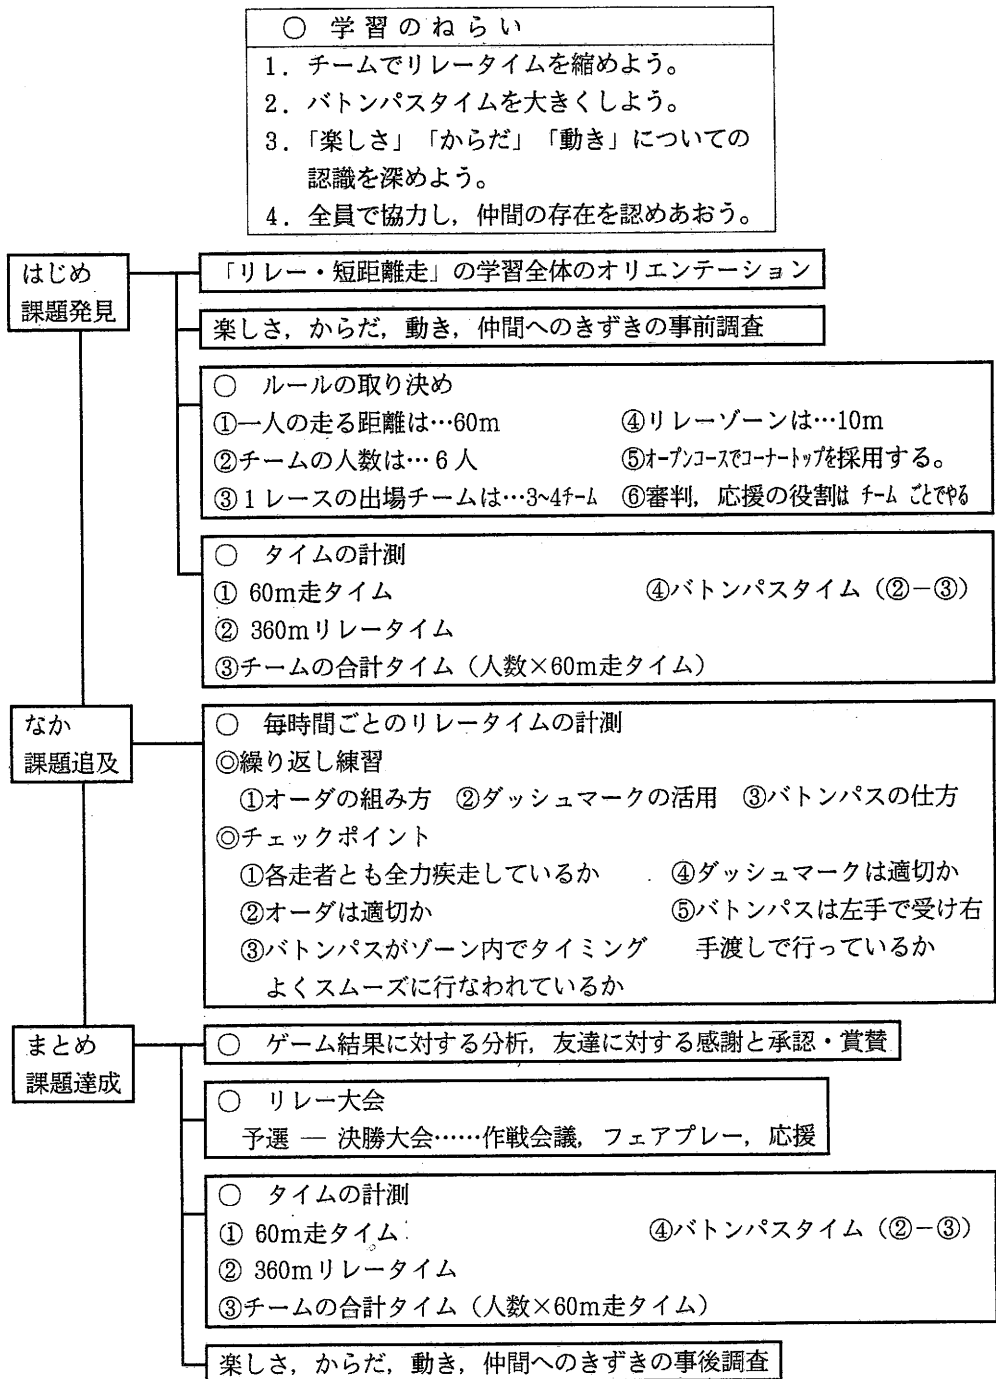 ○ 学習のねらい
1. チームでリレータイムを縮めよう。
2. バトンパスタイムを大きくしよう。
3. 「楽しさ」「からだ」「動き」についての
認識を深めよう。
4. 全員で協力し，仲間の存在を認めあおう。
はじめ
課題発見
「リレー・短距離走」の学習全体のオリエンテーション
楽しさ，からだ，動き，仲間へのきずきの事前調査
○ ルールの取り決め
①一人の走る距離は…60m ④リレーゾーンは…10m
②チームの人数は…6人 ⑤オープンコースでコーナートップを採用する。
③1レースの出場チームは…3~4チーム ⑥審判，応援の役割は チーム ごとでやる
○ タイムの計測
① 60m走タイム ④バトンパスタイム（②－③）
② 360mリレータイム
③チームの合計タイム（人数×60m走タイム）
なか
課題追及
○ 毎時間ごとのリレータイムの計測
◎繰り返し練習
①オーダの組み方 ②ダッシュマークの活用 ③バトンパスの仕方
◎チェックポイント
①各走者とも全力疾走しているか ④ダッシュマークは適切か
②オーダは適切か ⑤バトンパスは左手で受け右
③バトンパスがゾーン内でタイミング 手渡しで行っているか
よくスムーズに行なわれているか
まとめ
課題達成
○ ゲーム結果に対する分析，友達に対する感謝と承認・賞賛
○ リレー大会
予選 ― 決勝大会……作戦会議，フェアプレー，応援
○ タイムの計測
① 60m走タイム ④バトンパスタイム（②－③）
② 360mリレータイム
③チームの合計タイム（人数×60m走タイム）
楽しさ，からだ，動き，仲間へのきずきの事後調査